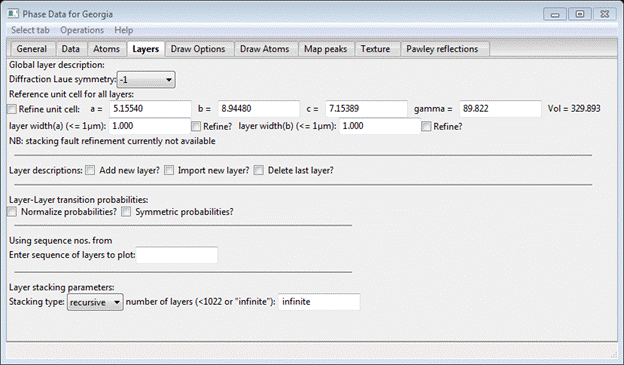 Phase Data for Georgia
Select tab Operations Help
General Data Atoms Layers Draw Options Draw Atoms Map peaks Texture Pawley reflections
Global layer description:
Diffraction Laue symmetry: -1
Reference unit cell for all layers:
Refine unit cell: a = 5.15540 b = 8.94480 c = 7.15389 gamma = 89.822 Vol = 329.893
layer width(a) (<= 1μm): 1.000 Refine? layer width(b) (<= 1μm): 1.000 Refine?
NB: stacking fault refinement currently not available
Layer descriptions: Add new layer? Import new layer? Delete last layer?
Layer-Layer transition probabilities:
Normalize probabilities? Symmetric probabilities?
Using sequence nos. from
Enter sequence of layers to plot:
Layer stacking parameters:
Stacking type: recursive number of layers (<1022 or "infinite"): infinite